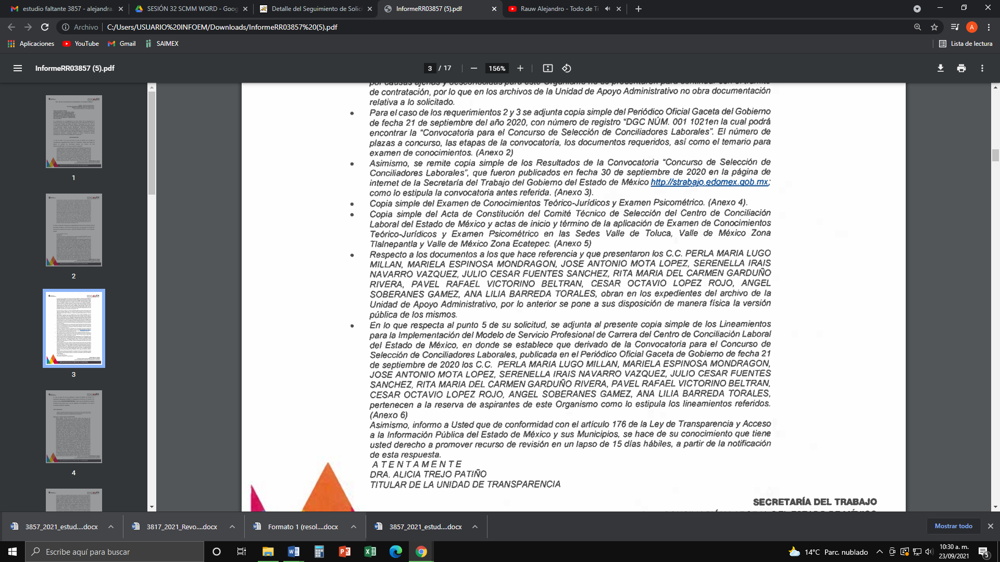 estudio faltante 3857 - alejandra.
SESIÓN 32 SCMM WORD - Goog
Detalle del Seguimiento de Solici
InformeRR03857 (5).pdf
Rauw Alejandro - Todo de Ti
Archivo
C:/Users/USUARIO%20INFOEM/Downloads/InformeRR03857%20(5).pdf
A
Aplicaciones
YouTube
Gmail
SAIMEX
Lista de lectura
InformeRR03857 (5).pdf
3 / 17
156%
1
2
3
4
por causas ajenas y desconocidas para este Organismo no se presentaron para continuar con el trámite
de contratación, por lo que en los archivos de la Unidad de Apoyo Administrativo no obra documentación
relativa a lo solicitado.
• Para el caso de los requerimientos 2 y 3 se adjunta copia simple del Periódico Oficial Gaceta del Gobierno
de fecha 21 de septiembre del año 2020, con número de registro "DGC NÚM. 001 1021en la cual podrá
encontrar la "Convocatoria para el Concurso de Selección de Conciliadores Laborales". El número de
plazas a concurso, las etapas de la convocatoria, los documentos requeridos, así como el temario para
examen de conocimientos. (Anexo 2)
• Asimismo, se remite copia simple de los Resultados de la Convocatoria "Concurso de Selección de
Conciliadores Laborales", que fueron publicados en fecha 30 de septiembre de 2020 en la página de
internet de la Secretaría del Trabajo del Gobierno del Estado de México http://strabajo.edomex.gob.mx;
como lo estipula la convocatoria antes referida. (Anexo 3).
• Copia simple del Examen de Conocimientos Teórico-Jurídicos y Examen Psicométrico. (Anexo 4).
• Copia simple del Acta de Constitución del Comité Técnico de Selección del Centro de Conciliación
Laboral del Estado de México y actas de inicio y término de la aplicación de Examen de Conocimientos
Teórico-Jurídicos y Examen Psicométrico en las Sedes Valle de Toluca, Valle de México Zona
Tlalnepantla y Valle de México Zona Ecatepec. (Anexo 5)
• Respecto a los documentos a los que hace referencia y que presentaron los C.C. PERLA MARIA LUGO
MILLAN, MARIELA ESPINOSA MONDRAGON, JOSE ANTONIO MOTA LOPEZ, SERENELLA IRAIS
NAVARRO VAZQUEZ, JULIO CESAR FUENTES SANCHEZ, RITA MARIA DEL CARMEN GARDUÑO
RIVERA, PAVEL RAFAEL VICTORINO BELTRAN, CESAR OCTAVIO LOPEZ ROJO, ANGEL
SOBERANES GAMEZ, ANA LILIA BARREDA TORALES, obran en los expedientes del archivo de la
Unidad de Apoyo Administrativo, por lo anterior se pone a sus disposición de manera física la versión
pública de los mismos.
• En lo que respecta al punto 5 de su solicitud, se adjunta al presente copia simple de los Lineamientos
para la Implementación del Modelo de Servicio Profesional de Carrera del Centro de Conciliación Laboral
del Estado de México, en donde se establece que derivado de la Convocatoria para el Concurso de
Selección de Conciliadores Laborales, publicada en el Periódico Oficial Gaceta de Gobierno de fecha 21
de septiembre de 2020 los C.C. PERLA MARIA LUGO MILLAN, MARIELA ESPINOSA MONDRAGON,
JOSE ANTONIO MOTA LOPEZ, SERENELLA IRAIS NAVARRO VAZQUEZ, JULIO CESAR FUENTES
SANCHEZ, RITA MARIA DEL CARMEN GARDUÑO RIVERA, PAVEL RAFAEL VICTORINO BELTRAN,
CESAR OCTAVIO LOPEZ ROJO, ANGEL SOBERANES GAMEZ, ANA LILIA BARREDA TORALES,
pertenecen a la reserva de aspirantes de este Organismo como lo estipula los lineamientos referidos.
(Anexo 6)
Asimismo, informo a Usted que de conformidad con el artículo 176 de la Ley de Transparencia y Acceso
a la Información Pública del Estado de México y sus Municipios, se hace de su conocimiento que tiene
usted derecho a promover recurso de revisión en un lapso de 15 días hábiles, a partir de la notificación
de esta respuesta.
A T E N T A M E N T E
DRA. ALICIA TREJO PATIÑO
TITULAR DE LA UNIDAD DE TRANSPARENCIA
SECRETARÍA DEL TRABAJO
3857_2021_estud....docx
3817_2021_Revo....docx
Formato 1 (resol....docx
3857_2021_estud....docx
Mostrar todo
Escribe aquí para buscar
14°C Parc. nublado
10:30 a. m.
23/09/2021
5